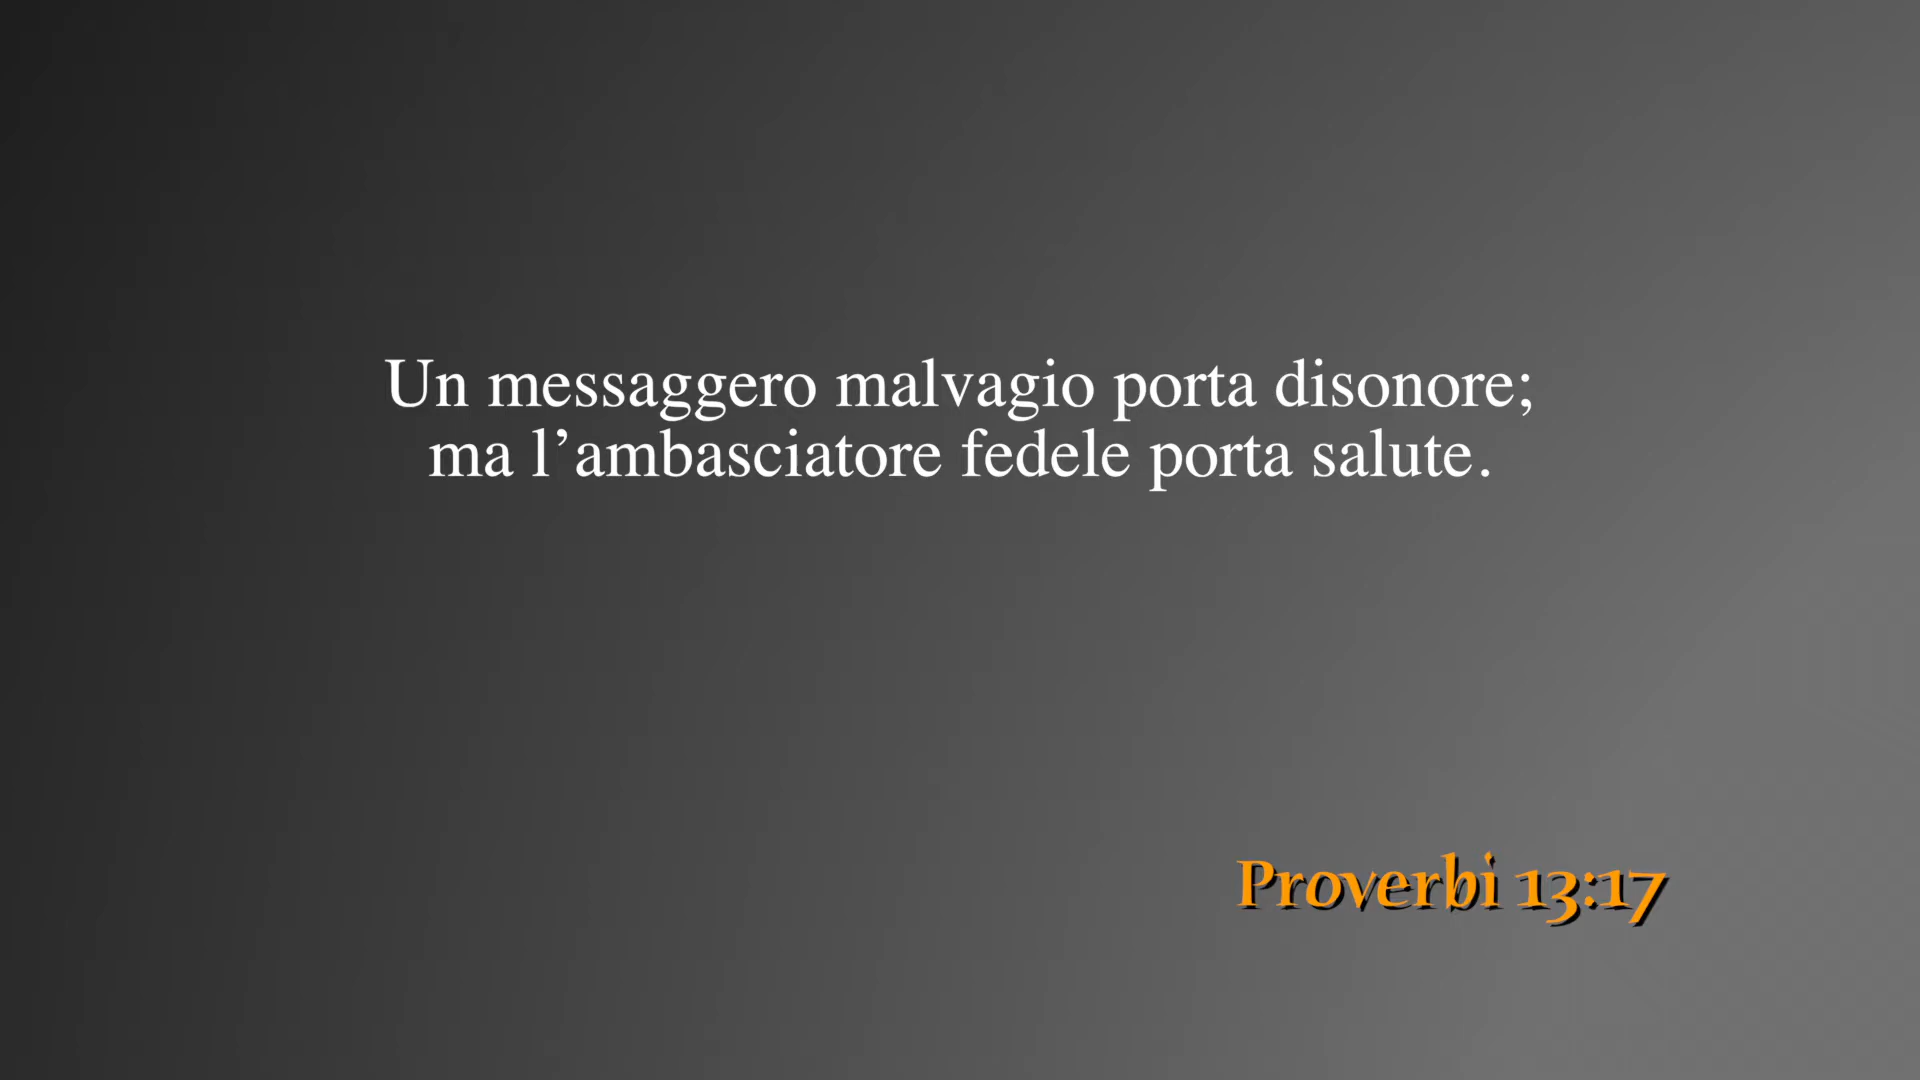 Un messaggero malvagio porta disonore;
ma l’ambasciatore fedele porta salute.
Proverbi 13:17